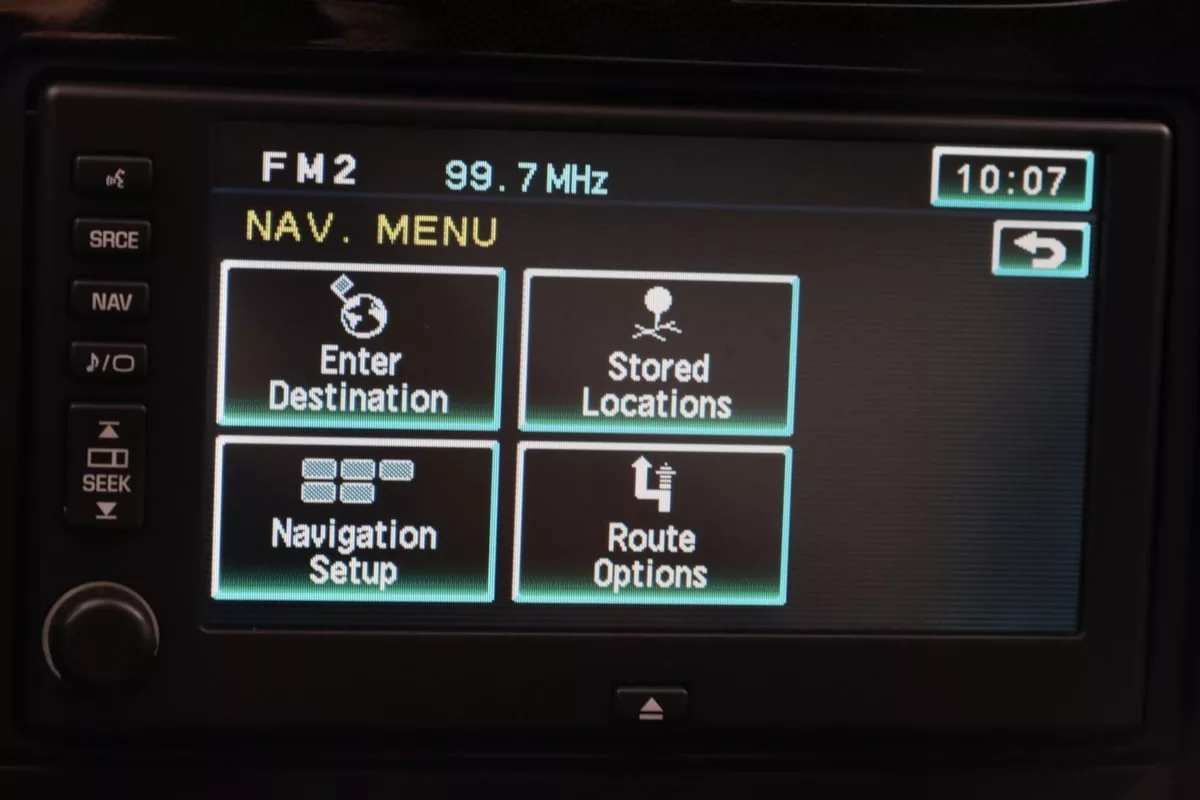 FM2 99.7MHz 10:07
NAV. MENU
SRCE
NAV
SEEK
Enter
Destination
Stored
Locations
Navigation
Setup
Route
Options